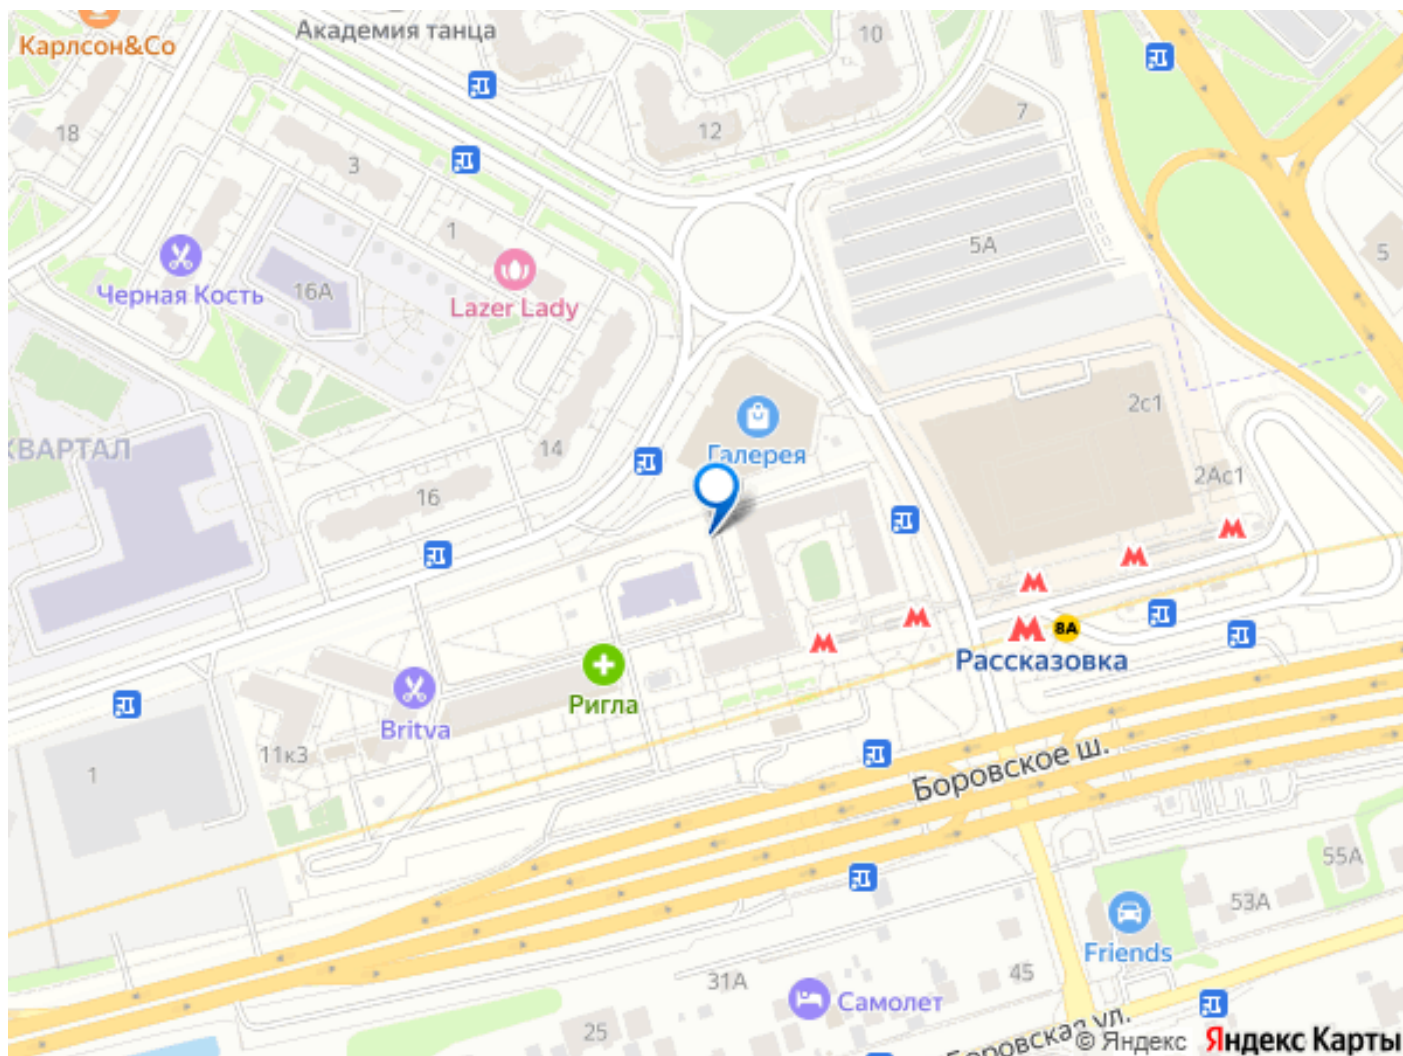 Карлсон&Co
Академия танца
10
18
12
7
3
1
5А
5
16А
Черная Кость
Lazer Lady
2с1
КВАРТАЛ
14
Галерея
16
2Ас1
8А
Рассказовка
Ригла
Britva
11к3
1
Боровское ш.
55А
53А
Friends
45
31А
Самолет
25
Боровская ул.
© Яндекс Яндекс Карты